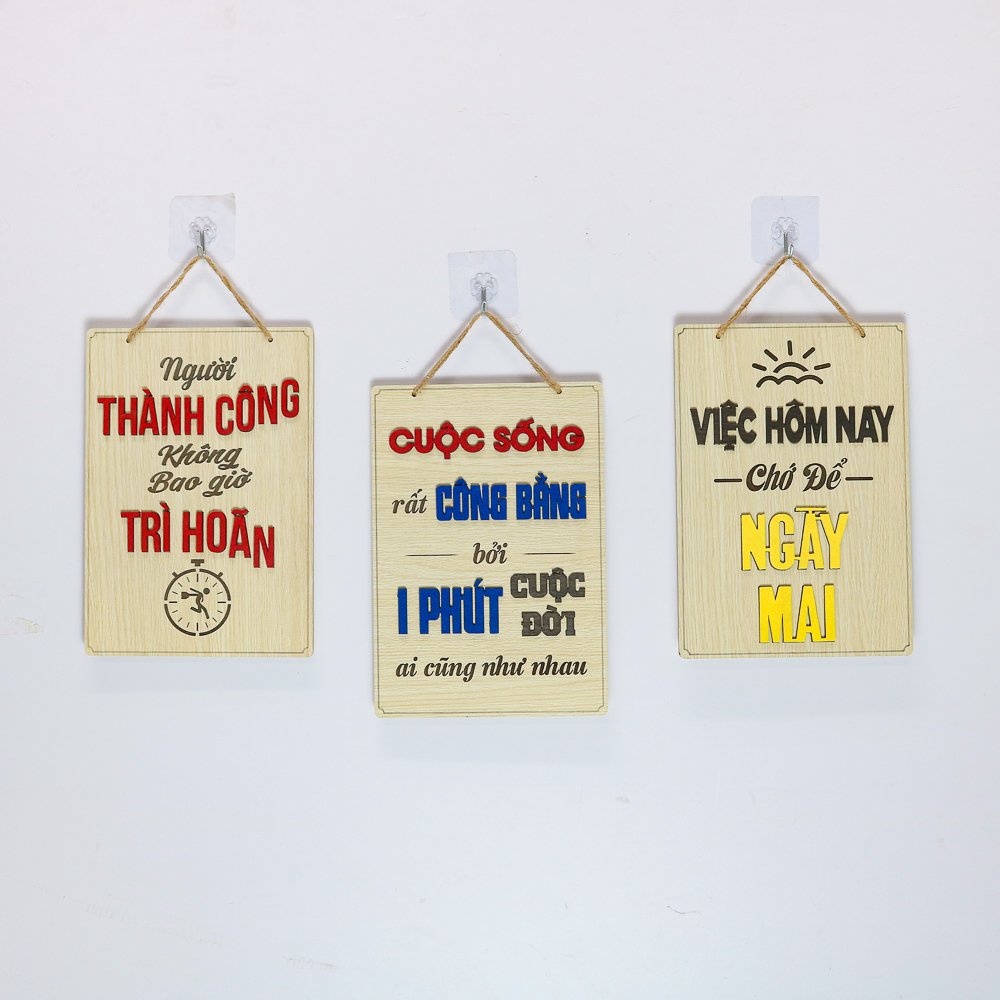 Người
THÀNH CÔNG
Không
Bao giờ
TRÌ HOÃN
CUỘC SỐNG
rất CÔNG BẰNG
bởi
1 PHÚT CUỘC
ĐỜI
ai cũng như nhau
VIỆC HÔM NAY
Chớ Để
NGÀY
MAI